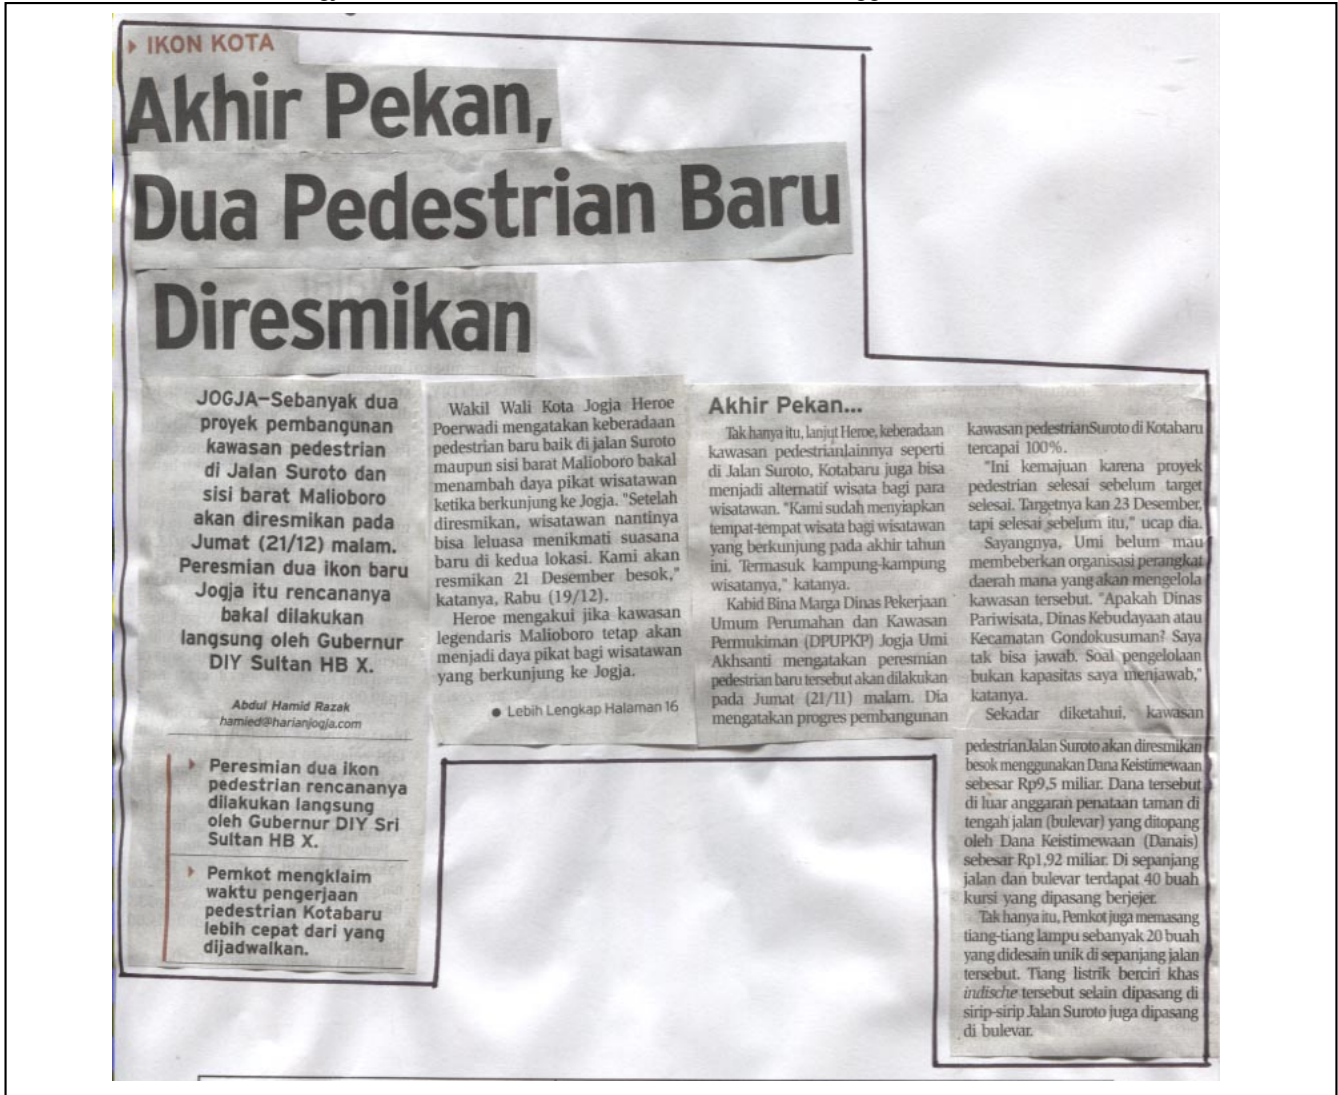 IKON KOTA
Akhir Pekan,
Dua Pedestrian Baru
Diresmikan
JOGJA—Sebanyak dua
proyek pembangunan
kawasan pedestrian
di Jalan Suroto dan
sisi barat Malioboro
akan diresmikan pada
Jumat (21/12) malam.
Peresmian dua ikon baru
Jogja itu rencananya
bakal dilakukan
langsung oleh Gubernur
DIY Sultan HB X.
Abdul Hamid Razak
hamied@harianjogja.com
Peresmian dua ikon
pedestrian rencananya
dilakukan langsung
oleh Gubernur DIY Sri
Sultan HB X.
Pemkot mengklaim
waktu pengerjaan
pedestrian Kotabaru
lebih cepat dari yang
dijadwalkan.
Wakil Wali Kota Jogja Heroe
Poerwadi mengatakan keberadaan
pedestrian baru baik di jalan Suroto
maupun sisi barat Malioboro bakal
menambah daya pikat wisatawan
ketika berkunjung ke Jogja. "Setelah
diresmikan, wisatawan nantinya
bisa leluasa menikmati suasana
baru di kedua lokasi. Kami akan
resmikan 21 Desember besok,"
katanya, Rabu (19/12).
Heroe mengakui jika kawasan
legendaris Malioboro tetap akan
menjadi daya pikat bagi wisatawan
yang berkunjung ke Jogja.
● Lebih Lengkap Halaman 16
Akhir Pekan...
Tak hanya itu, lanjut Heroe, keberadaan
kawasan pedestrianlainnya seperti
di Jalan Suroto, Kotabaru juga bisa
menjadi alternatif wisata bagi para
wisatawan. "Kami sudah menyiapkan
tempat-tempat wisata bagi wisatawan
yang berkunjung pada akhir tahun
ini. Termasuk kampung-kampung
wisatanya," katanya.
Kabid Bina Marga Dinas Pekerjaan
Umum Perumahan dan Kawasan
Permukiman (DPUPKP) Jogja Umi
Akhsanti mengatakan peresmian
pedestrian baru tersebut akan dilakukan
pada Jumat (21/11) malam. Dia
mengatakan progres pembangunan
kawasan pedestrianSuroto di Kotabaru
tercapai 100%.
"Ini kemajuan karena proyek
pedestrian selesai sebelum target
selesai. Targetnya kan 23 Desember,
tapi selesai sebelum itu," ucap dia.
Sayangnya, Umi belum mau
membeberkan organisasi perangkat
daerah mana yang akan mengelola
kawasan tersebut. "Apakah Dinas
Pariwisata, Dinas Kebudayaan atau
Kecamatan Gondokusuman? Saya
tak bisa jawab. Soal pengelolaan
bukan kapasitas saya menjawab,"
katanya.
Sekadar diketahui, kawasan
pedestrianJalan Suroto akan diresmikan
besok menggunakan Dana Keistimewaan
sebesar Rp9,5 miliar. Dana tersebut
di luar anggaran penataan taman di
tengah jalan (bulevar) yang ditopang
oleh Dana Keistimewaan (Danais)
sebesar Rp1,92 miliar. Di sepanjang
jalan dan bulevar terdapat 40 buah
kursi yang dipasang berjejer.
Tak hanya itu, Pemkot juga memasang
tiang-tiang lampu sebanyak 20 buah
yang didesain unik di sepanjang jalan
tersebut. Tiang listrik berciri khas
indische tersebut selain dipasang di
sirip-sirip Jalan Suroto juga dipasang
di bulevar.